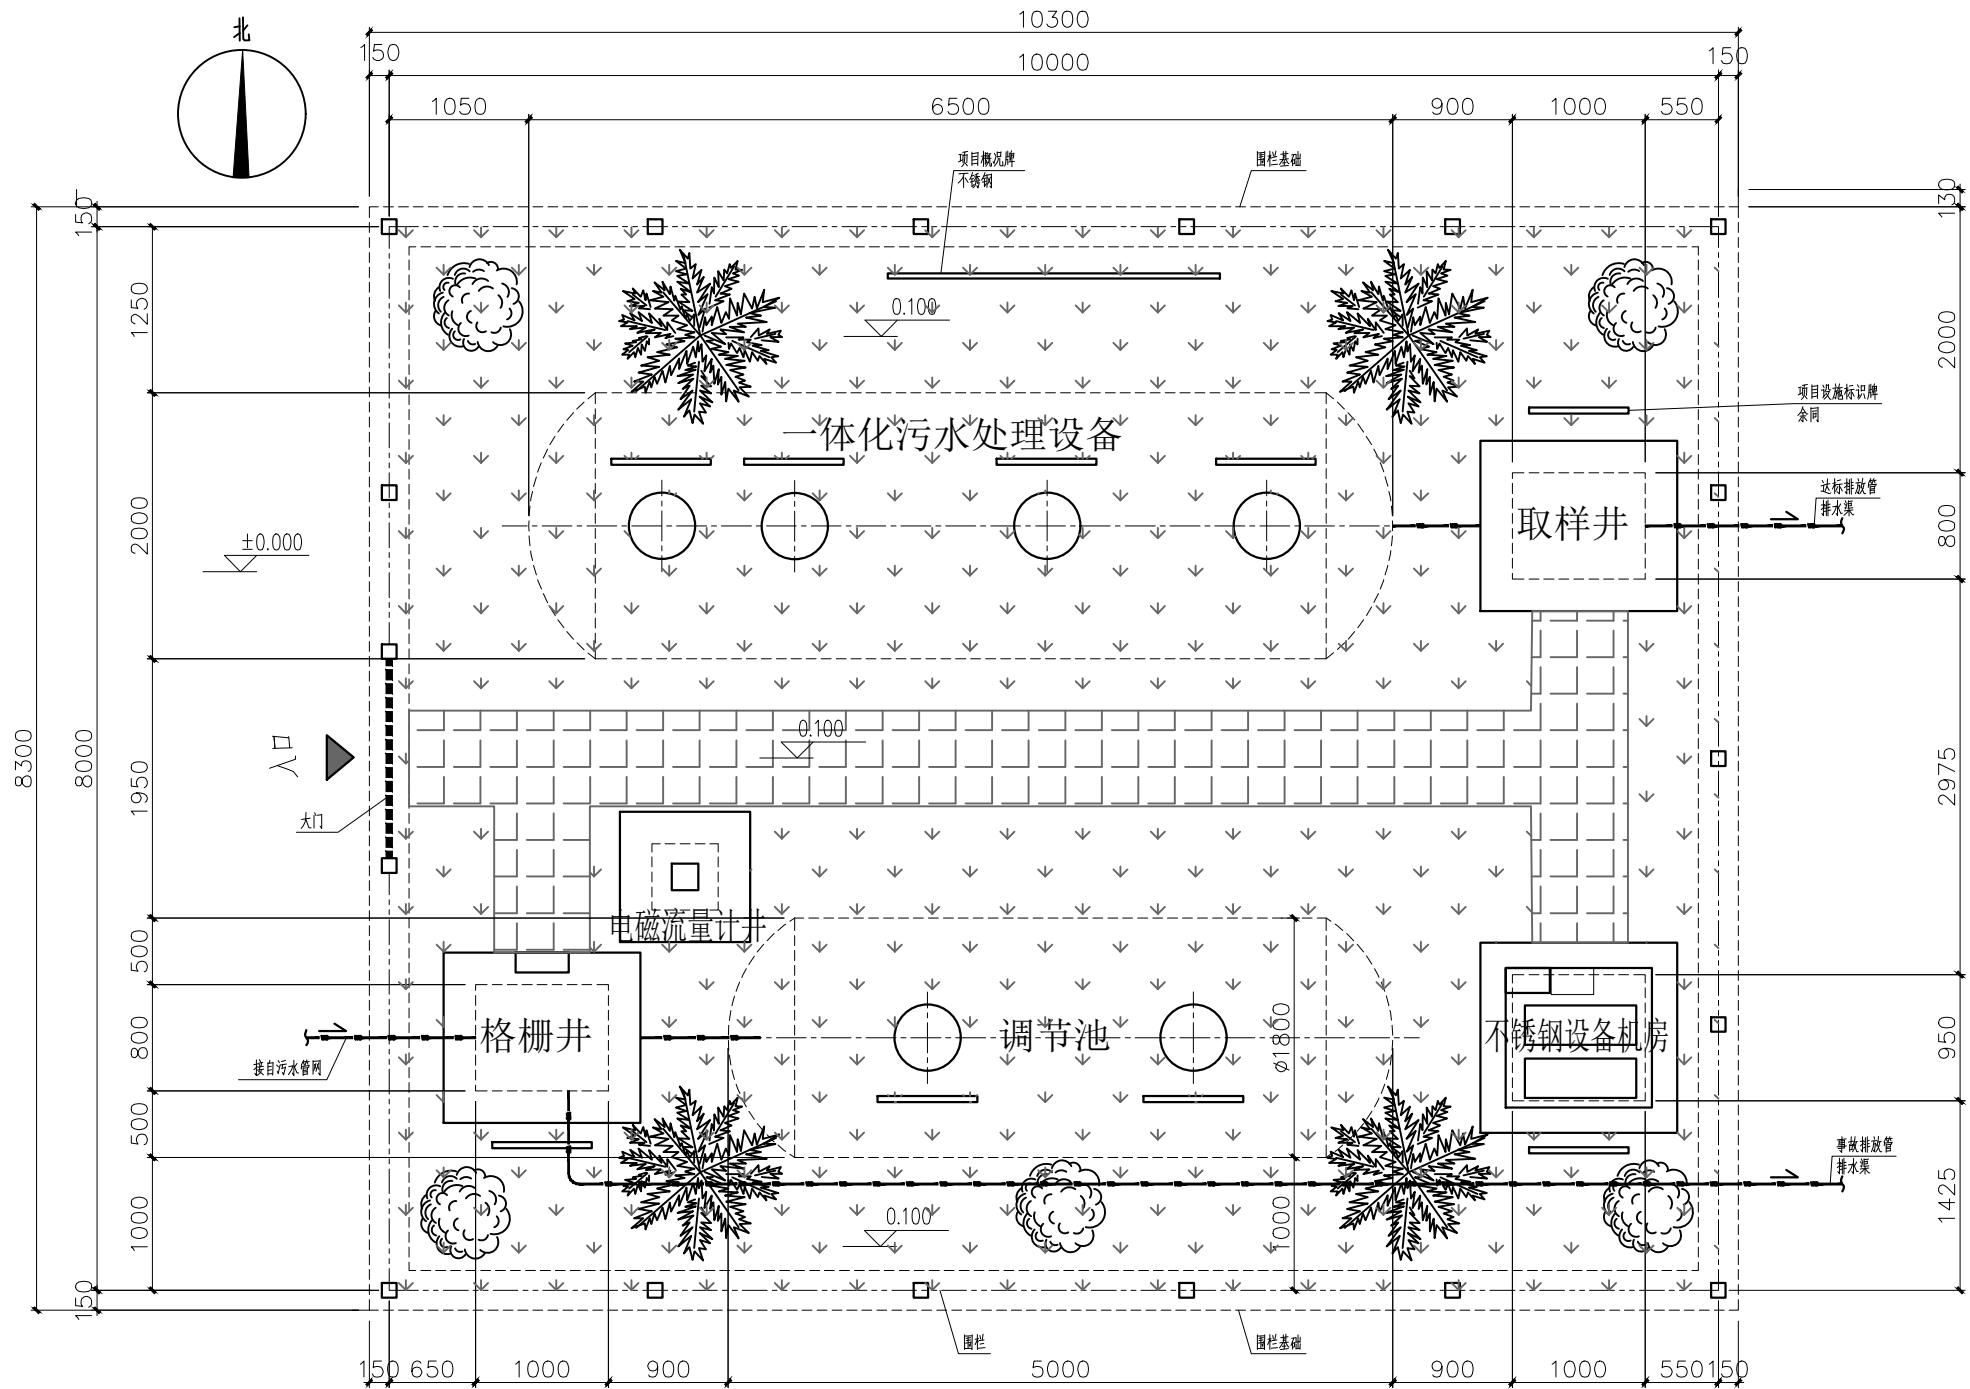 北
10300
150
10000
150
1050
6500
900
1000
550
项目概况牌
不锈钢
围栏基础
150
130
1250
0.100
2000
项目设施标识牌
余同
一体化污水处理设备
达标排放管
排水渠
取样井
2000
800
±0.000
8300
8000
入口
0.100
1950
2975
大门
电磁流量计井
500
格栅井
调节池
ø1800
不锈钢设备机房
800
950
接自污水管网
500
事故排放管
排水渠
0.100
1000
1000
1425
150
围栏
围栏基础
150
650
1000
900
5000
900
1000
550
150